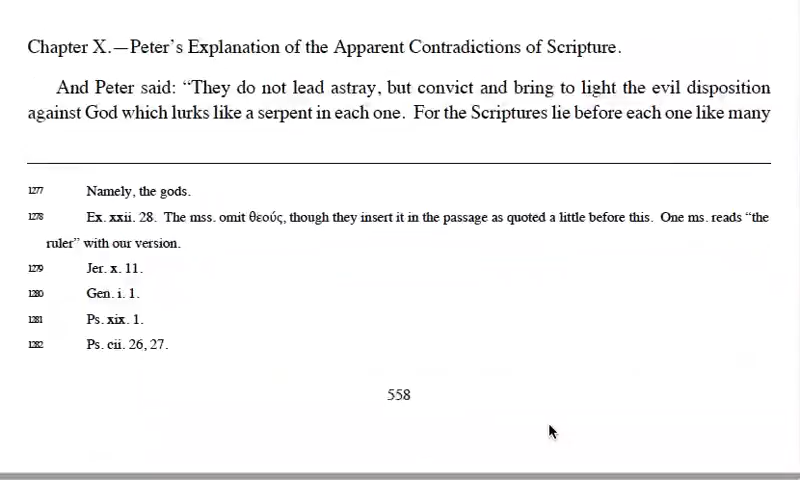 Chapter X.—Peter’s Explanation of the Apparent Contradictions of Scripture.
And Peter said: “They do not lead astray, but convict and bring to light the evil disposition
against God which lurks like a serpent in each one. For the Scriptures lie before each one like many
1277 Namely, the gods.
1278 Ex. xxii. 28. The mss. omit θεούς, though they insert it in the passage as quoted a little before this. One ms. reads “the
ruler” with our version.
1279 Jer. x. 11.
1280 Gen. i. 1.
1281 Ps. xix. 1.
1282 Ps. cii. 26, 27.
558